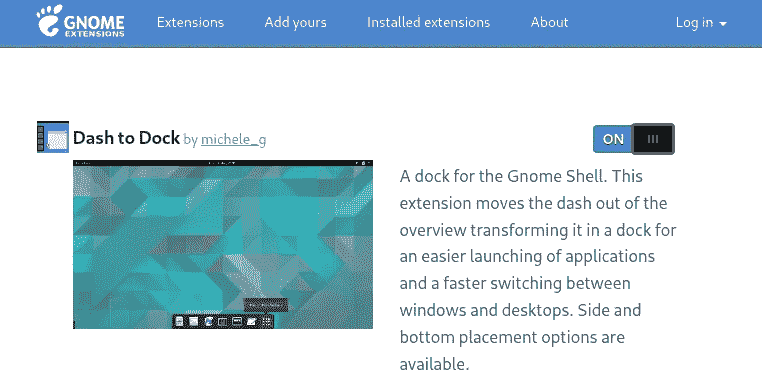 GNOME
EXTENSIONS
Extensions
Add yours
Installed extensions
About
Log in
Dash to Dock by michele_g
ON
A dock for the Gnome Shell. This
extension moves the dash out of the
overview transforming it in a dock for
an easier launching of applications
and a faster switching between
windows and desktops. Side and
bottom placement options are
available.